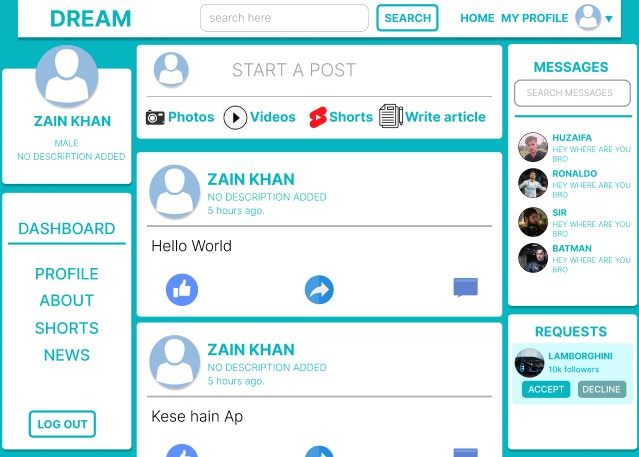 DREAM
search here
SEARCH
HOME MY PROFILE
ZAIN KHAN
MALE
NO DESCRIPTION ADDED
DASHBOARD
PROFILE
ABOUT
SHORTS
NEWS
LOG OUT
START A POST
Photos
Videos
Shorts
Write article
ZAIN KHAN
NO DESCRIPTION ADDED
5 hours ago.
Hello World
ZAIN KHAN
NO DESCRIPTION ADDED
5 hours ago.
Kese hain Ap
MESSAGES
SEARCH MESSAGES
HUZAIFA
HEY WHERE ARE YOU
BRO
RONALDO
HEY WHERE ARE YOU
BRO
SIR
HEY WHERE ARE YOU
BRO
BATMAN
HEY WHERE ARE YOU
BRO
REQUESTS
LAMBORGHINI
10k followers
ACCEPT
DECLINE